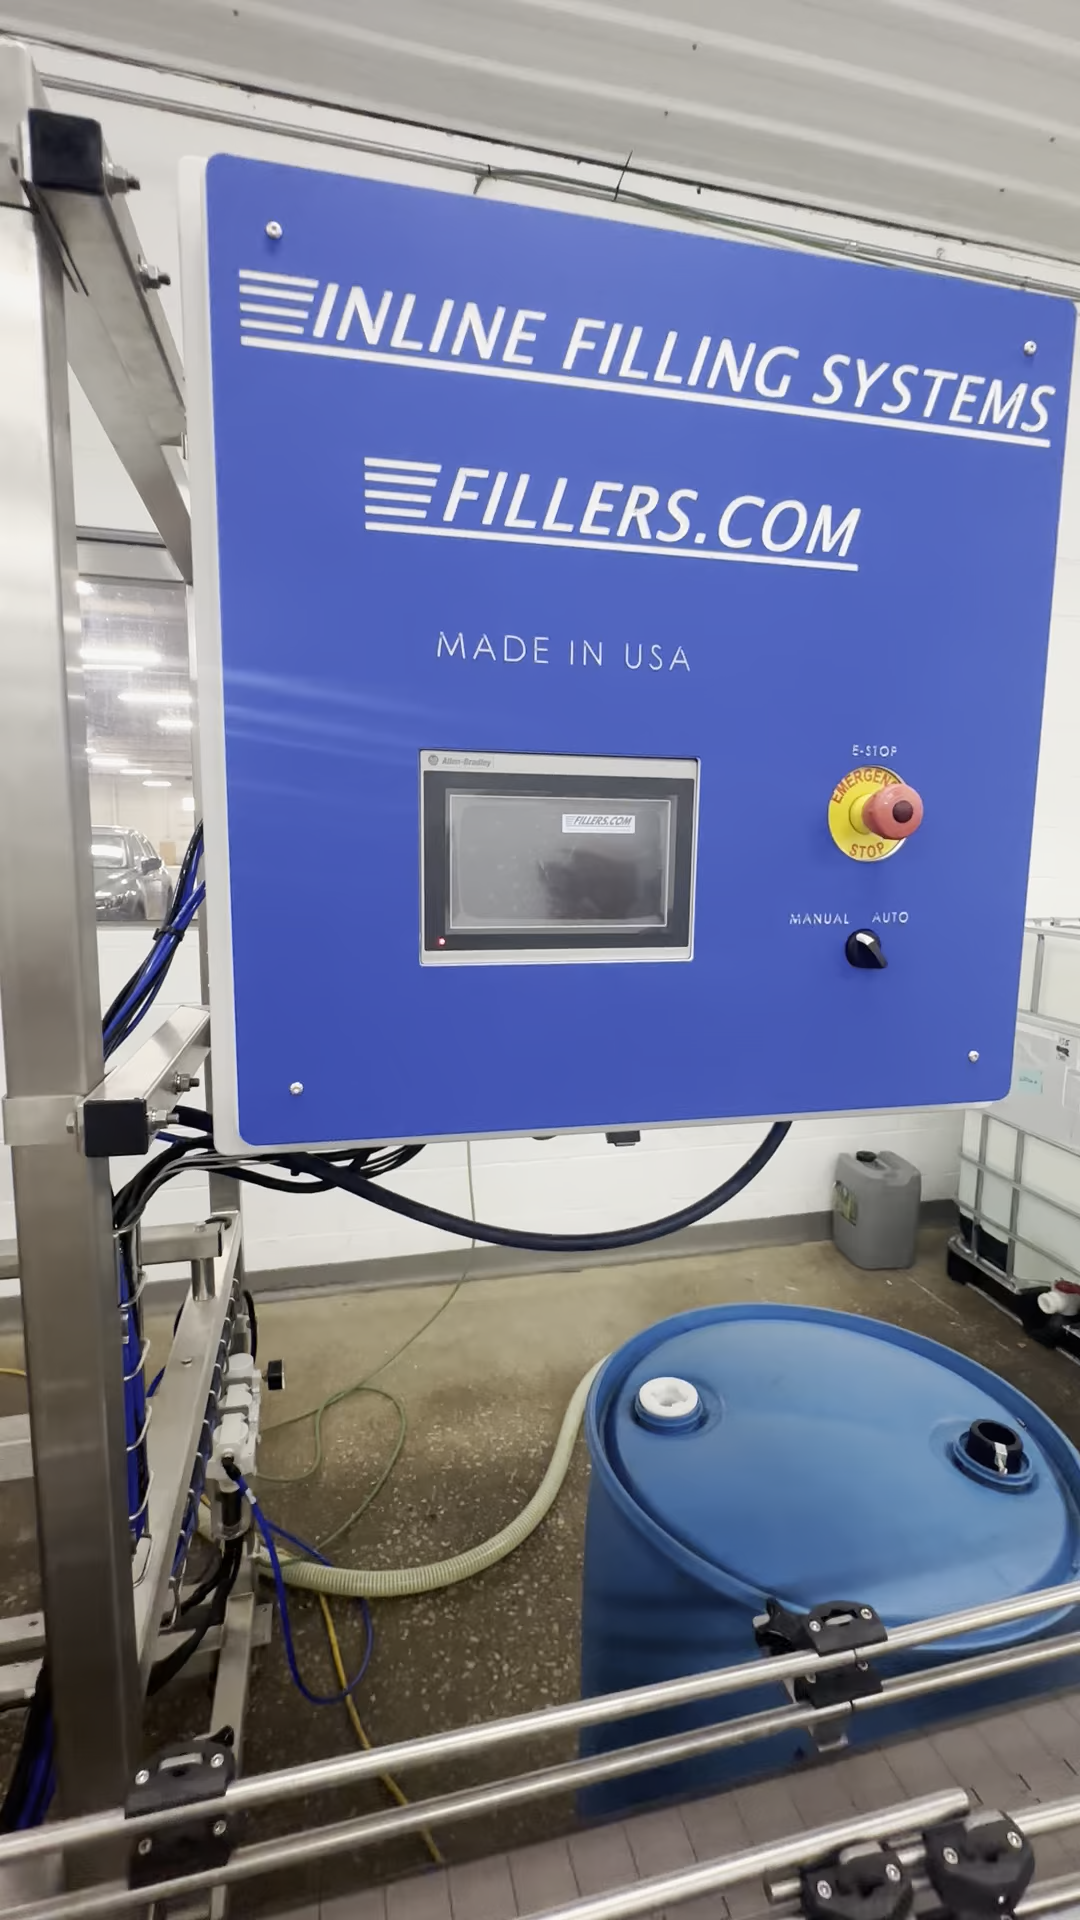 INLINE FILLING SYSTEMS
FILLERS.COM
MADE IN USA
Allen-Bradley
FILLERS.COM
E-STOP
EMERGENCY
STOP
MANUAL AUTO